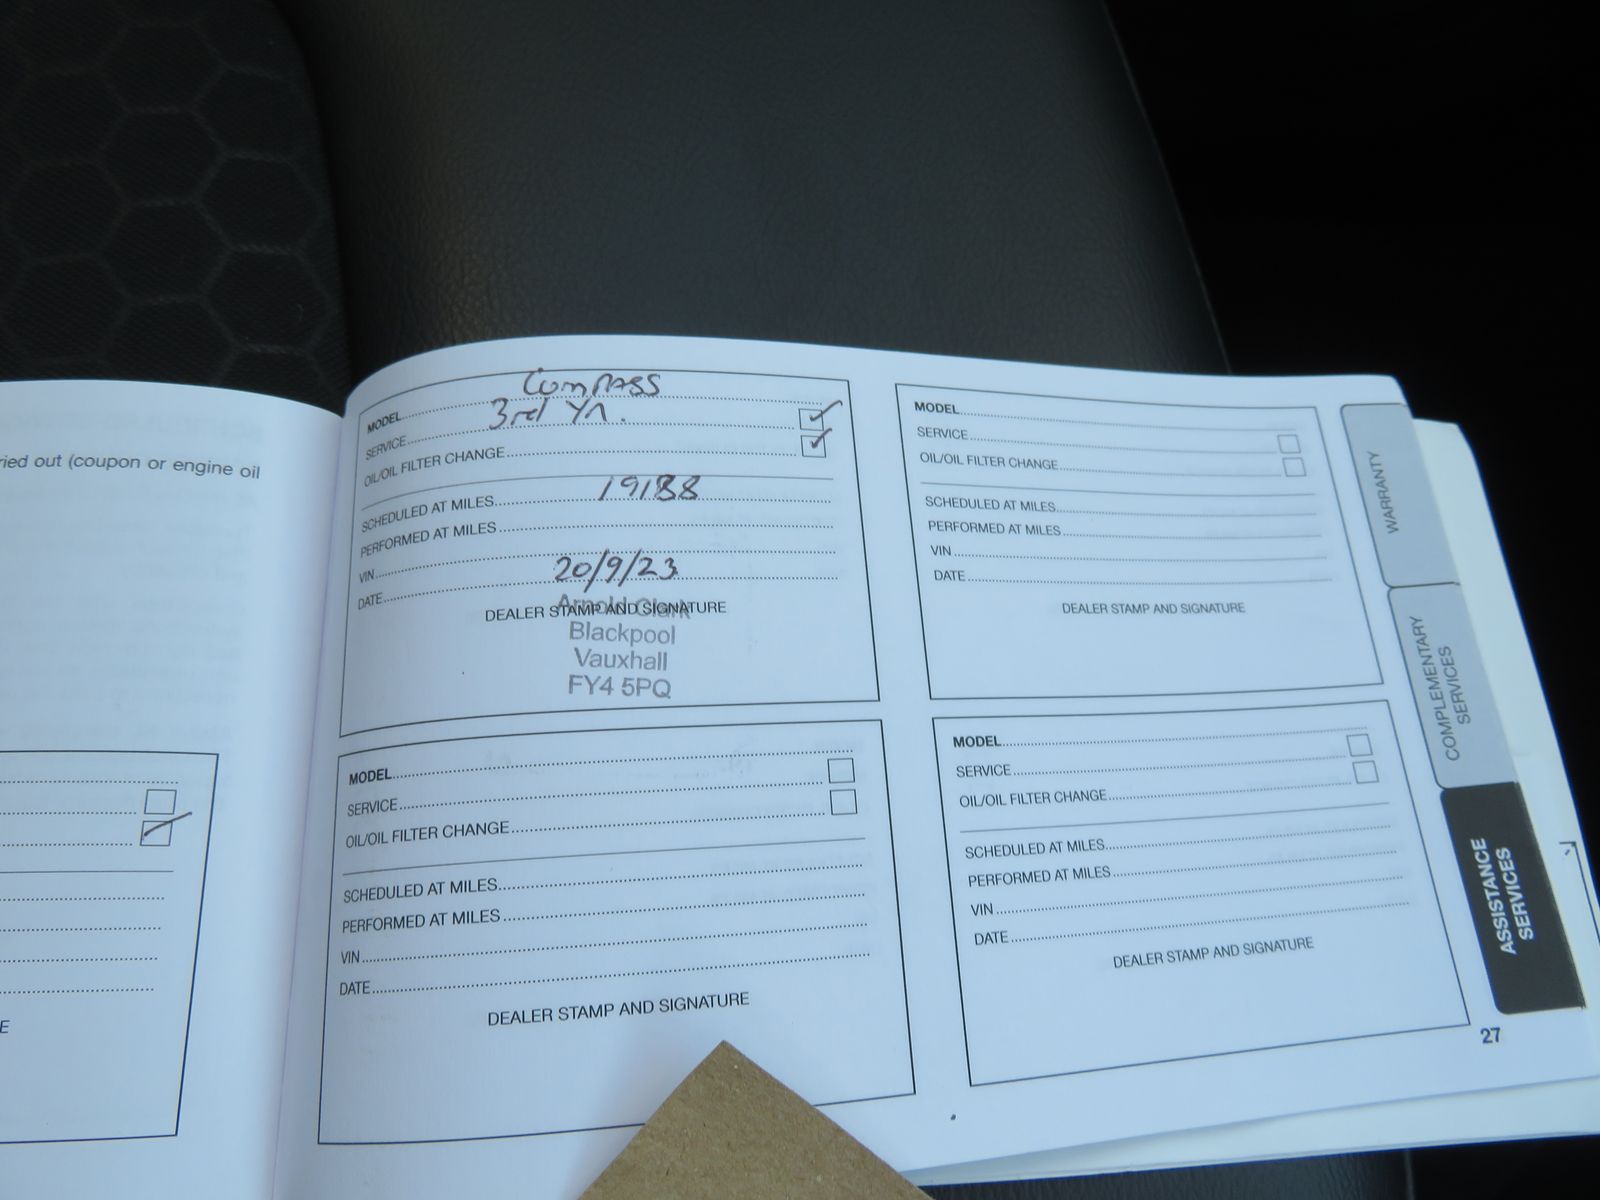 ried out (coupon or engine oil
E
MODEL Compass
SERVICE 3rd Yr.
OIL/OIL FILTER CHANGE
SCHEDULED AT MILES 19188
PERFORMED AT MILES
VIN
DATE 20/9/23
DEALER STAMP AND SIGNATURE
Arnold Clark
Blackpool
Vauxhall
FY4 5PQ
MODEL
SERVICE
OIL/OIL FILTER CHANGE
SCHEDULED AT MILES
PERFORMED AT MILES
VIN
DATE
DEALER STAMP AND SIGNATURE
MODEL
SERVICE
OIL/OIL FILTER CHANGE
SCHEDULED AT MILES
PERFORMED AT MILES
VIN
DATE
DEALER STAMP AND SIGNATURE
MODEL
SERVICE
OIL/OIL FILTER CHANGE
SCHEDULED AT MILES
PERFORMED AT MILES
VIN
DATE
DEALER STAMP AND SIGNATURE
WARRANTY
COMPLEMENTARY
SERVICES
ASSISTANCE
SERVICES
27